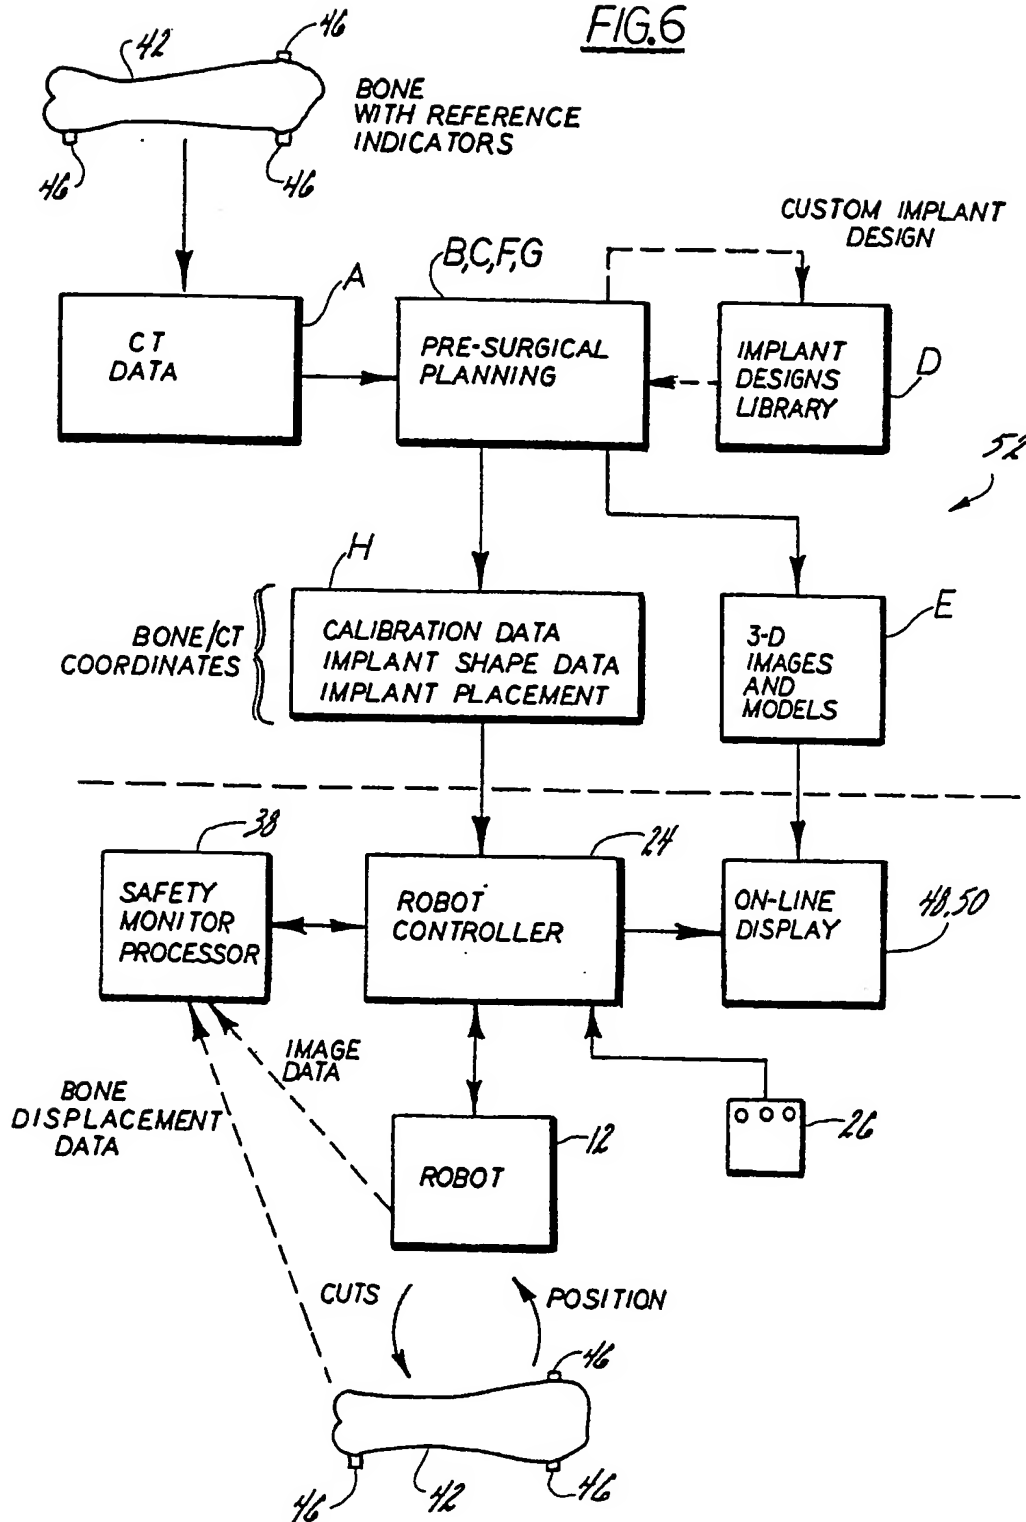 FIG.6
46
42
BONE
WITH REFERENCE
INDICATORS
46
46
CUSTOM IMPLANT
DESIGN
A
B,C,F,G
CT
DATA
PRE-SURGICAL
PLANNING
IMPLANT
DESIGNS
LIBRARY
D
52
H
BONE/CT
COORDINATES
CALIBRATION DATA
IMPLANT SHAPE DATA
IMPLANT PLACEMENT
E
3-D
IMAGES
AND
MODELS
38
24
SAFETY
MONITOR
PROCESSOR
ROBOT
CONTROLLER
ON-LINE
DISPLAY
48,50
IMAGE
DATA
BONE
DISPLACEMENT
DATA
26
12
ROBOT
CUTS
POSITION
46
46
42
46